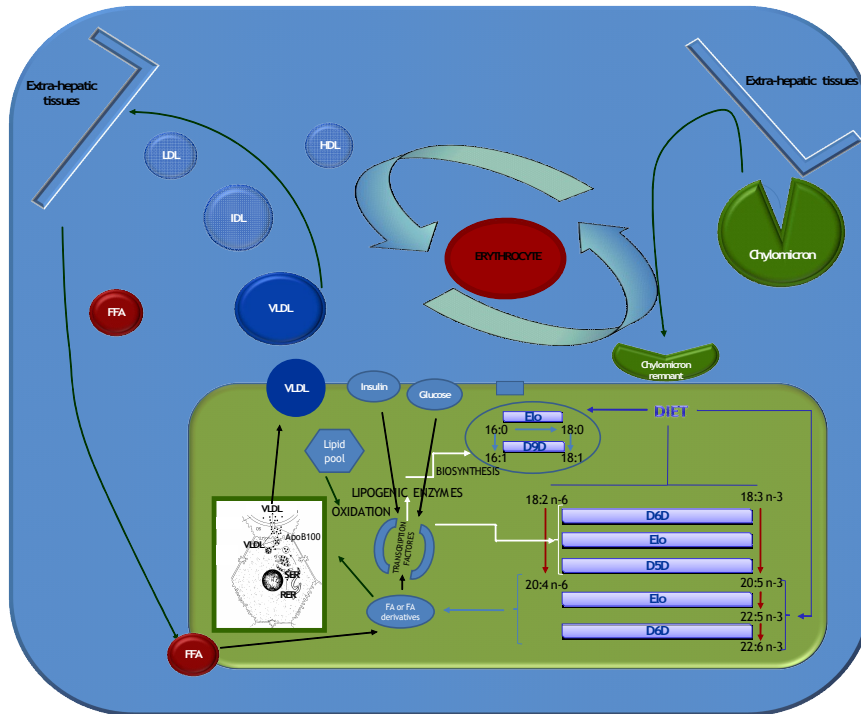 Extra-hepatic
tissues
Extra-hepatic tissues
HDL
LDL
IDL
ERYTHROCYTE
Chylomicron
VLDL
FFA
Chylomicron
remnant
VLDL
Insulin
Glucose
Elo
DIET
16:0
18:0
D9D
16:1
18:1
Lipid
pool
BIOSYNTHESIS
LIPOGENIC ENZYMES
OXIDATION
18:2 n-6
18:3 n-3
D6D
Elo
D5D
20:4 n-6
20:5 n-3
Elo
22:5 n-3
D6D
22:6 n-3
VLDL
ApoB100
VLDL
SER
RER
TRANSCRIPTION
FACTORES
FA or FA
derivatives
FFA